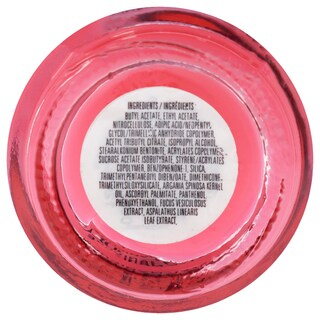 INGREDIENTS / INGRÉDIENTS
BUTYL ACETATE, ETHYL ACETATE,
NITROCELLULOSE, ADIPIC ACID/NEOPENTYL
GLYCOL/TRIMELLITIC ANHYDRIDE COPOLYMER,
ACETYL TRIBUTYL CITRATE, ISOPROPYL ALCOHOL,
STEARALKONIUM BENTONITE, ACRYLATES COPOLYMER,
SUCROSE ACETATE ISOBUTYRATE, STYRENE/ACRYLATES
COPOLYMER, BENZOPHENONE-1, SILICA,
TRIMETHYL PENTANEDIYL DIBENZOATE, DIMETHICONE,
TRIMETHYLSILOXYSILICATE, ARGANIA SPINOSA KERNEL
OIL, ASCORBYL PALMITATE, PANTHENOL,
PHENOXYETHANOL, FUCUS VESICULOSUS
EXTRACT, ASPALATHUS LINEARIS
LEAF EXTRACT.